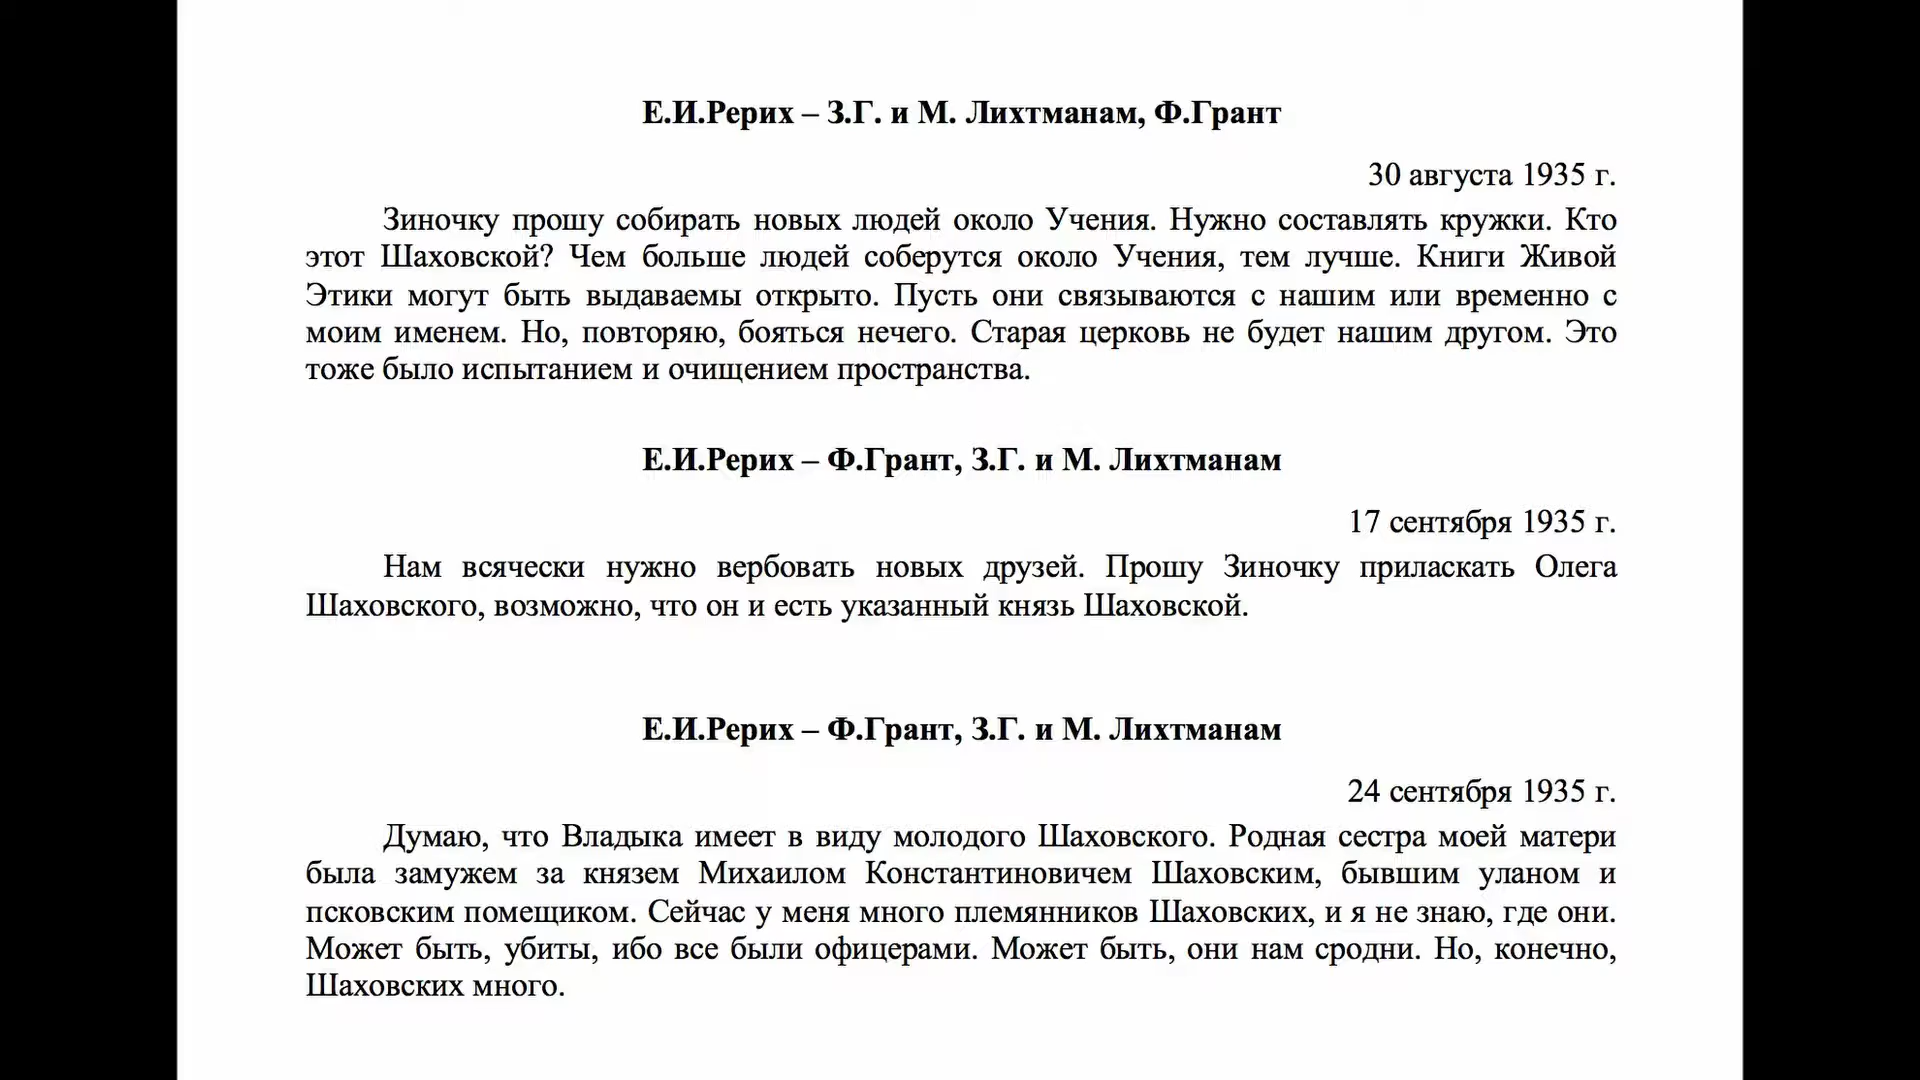 Е.И.Рерих – З.Г. и М. Лихтманам, Ф.Грант
30 августа 1935 г.
Зиночку прошу собирать новых людей около Учения. Нужно составлять кружки. Кто
этот Шаховской? Чем больше людей соберутся около Учения, тем лучше. Книги Живой
Этики могут быть выдаваемы открыто. Пусть они связываются с нашим или временно с
моим именем. Но, повторяю, бояться нечего. Старая церковь не будет нашим другом. Это
тоже было испытанием и очищением пространства.
Е.И.Рерих – Ф.Грант, З.Г. и М. Лихтманам
17 сентября 1935 г.
Нам всячески нужно вербовать новых друзей. Прошу Зиночку приласкать Олега
Шаховского, возможно, что он и есть указанный князь Шаховской.
Е.И.Рерих – Ф.Грант, З.Г. и М. Лихтманам
24 сентября 1935 г.
Думаю, что Владыка имеет в виду молодого Шаховского. Родная сестра моей матери
была замужем за князем Михаилом Константиновичем Шаховским, бывшим уланом и
псковским помещиком. Сейчас у меня много племянников Шаховских, и я не знаю, где они.
Может быть, убиты, ибо все были офицерами. Может быть, они нам сродни. Но, конечно,
Шаховских много.